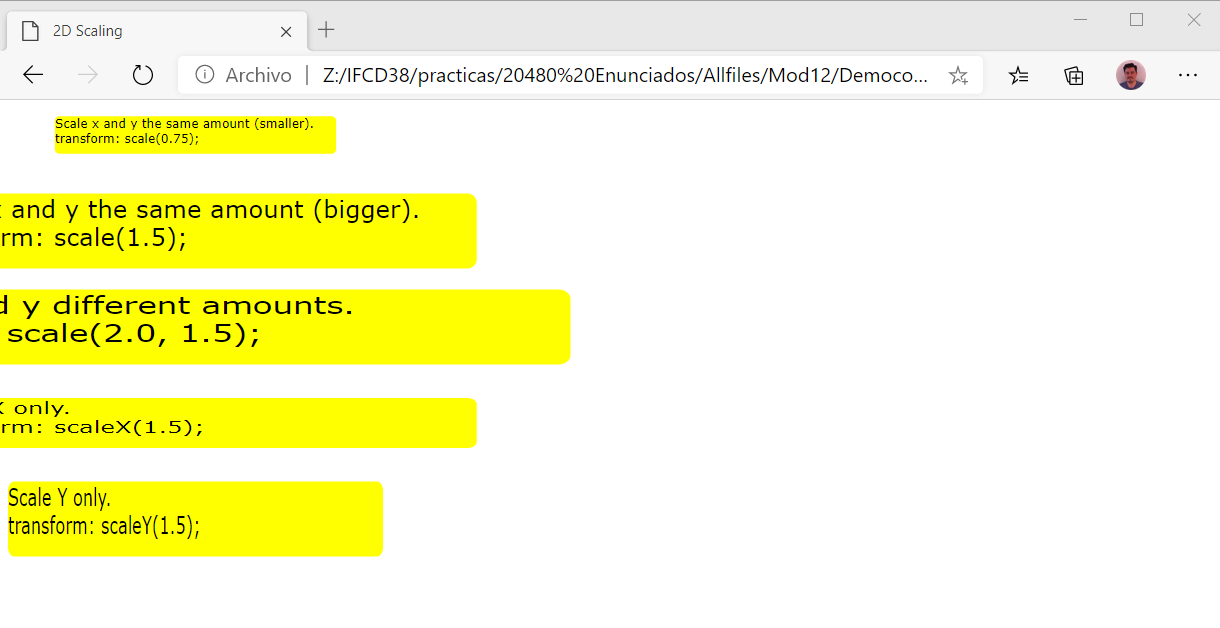 2D Scaling
Archivo | Z:/IFCD38/practicas/20480%20Enunciados/Allfiles/Mod12/Democo...
Scale x and y the same amount (smaller).
transform: scale(0.75);
and y the same amount (bigger).
rm: scale(1.5);
y different amounts.
scale(2.0, 1.5);
only.
rm: scaleX(1.5);
Scale Y only.
transform: scaleY(1.5);